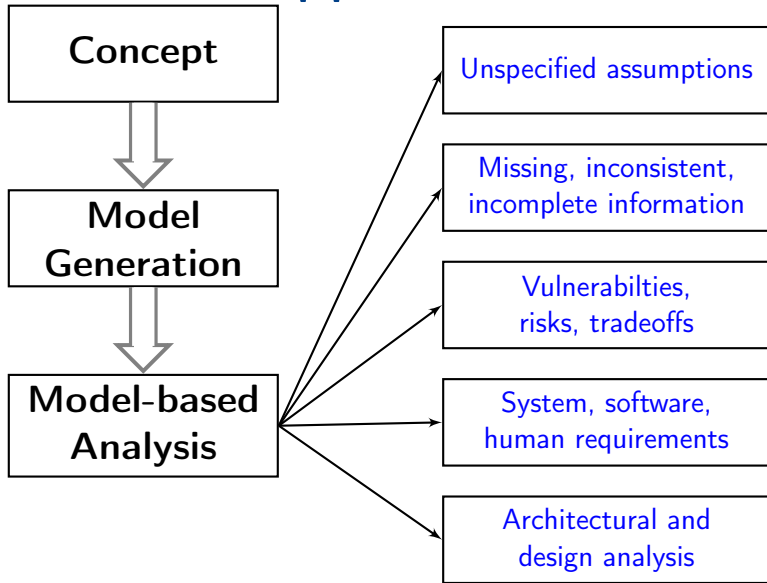 Concept
Model
Generation
Model-based
Analysis
Unspecified assumptions
Missing, inconsistent,
incomplete information
Vulnerabilties,
risks, tradeoffs
System, software,
human requirements
Architectural and
design analysis